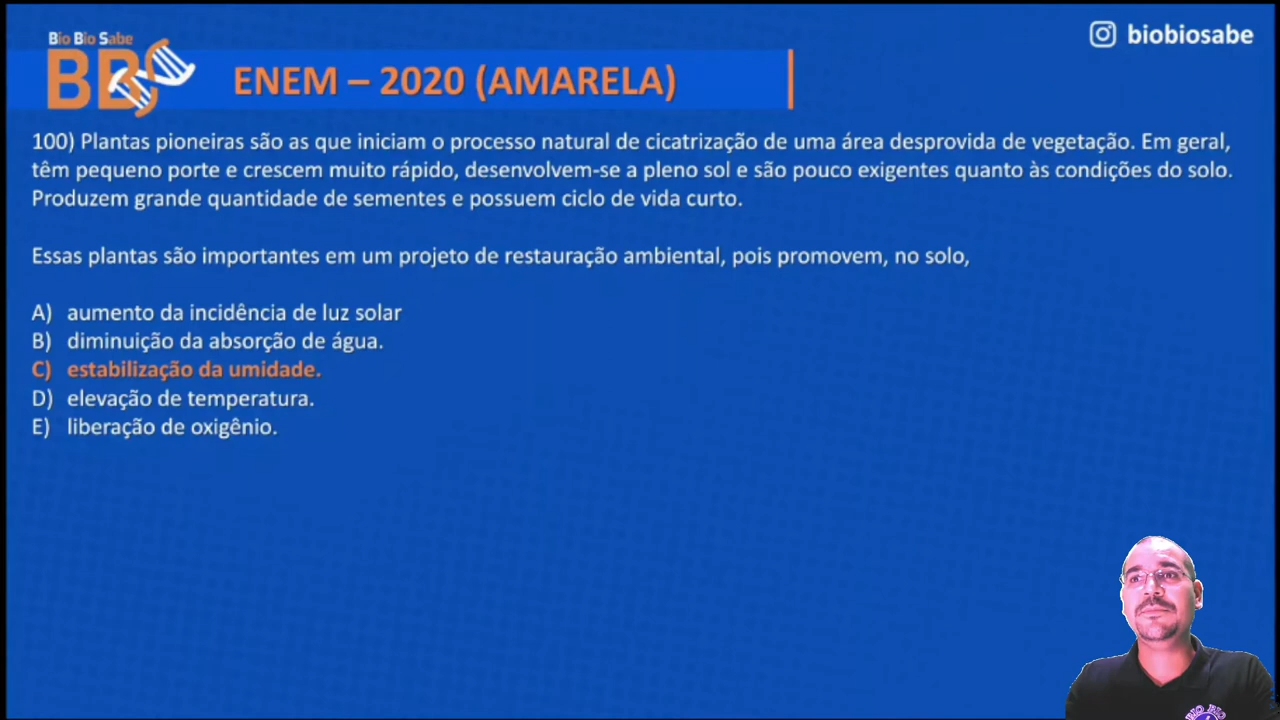 Bio Bio Sabe
BBS
biobiosabe
ENEM – 2020 (AMARELA)
100) Plantas pioneiras são as que iniciam o processo natural de cicatrização de uma área desprovida de vegetação. Em geral,
têm pequeno porte e crescem muito rápido, desenvolvem-se a pleno sol e são pouco exigentes quanto às condições do solo.
Produzem grande quantidade de sementes e possuem ciclo de vida curto.
Essas plantas são importantes em um projeto de restauração ambiental, pois promovem, no solo,
A) aumento da incidência de luz solar
B) diminuição da absorção de água.
C) estabilização da umidade.
D) elevação de temperatura.
E) liberação de oxigênio.
BIO BIO